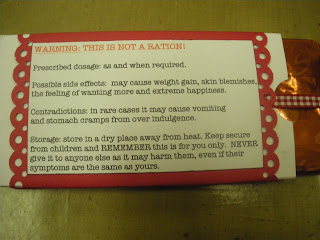 WARNING: THIS IS NOT A RATION!
Prescribed dosage: as and when required.
Possible side effects:  may cause weight gain, skin blemishes,
the feeling of wanting more and extreme happiness.
Contradictions: in rare cases it may cause vomiting
and stomach cramps from over indulgence.
Storage: store in a dry place away from heat. Keep secure
from children and REMEMBER this is for you only.  NEVER
give it to anyone else as it may harm them, even if their
symptoms are the same as yours.